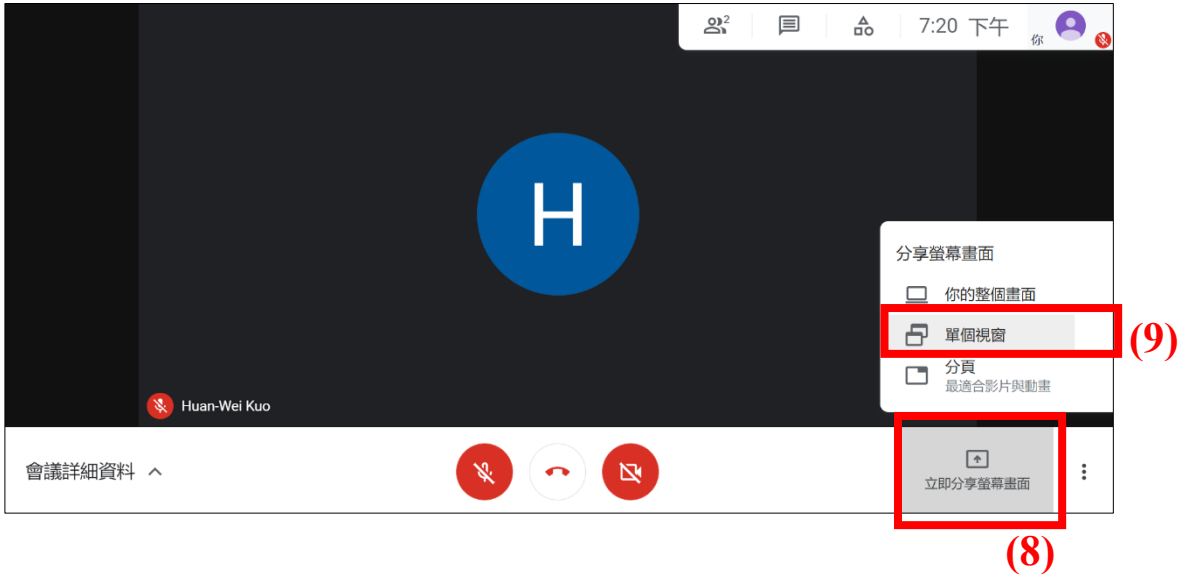 2
7:20 下午
你
H
分享螢幕畫面
你的整個畫面
單個視窗
(9)
分頁
最適合影片與動畫
Huan-Wei Kuo
會議詳細資料
立即分享螢幕畫面
(8)